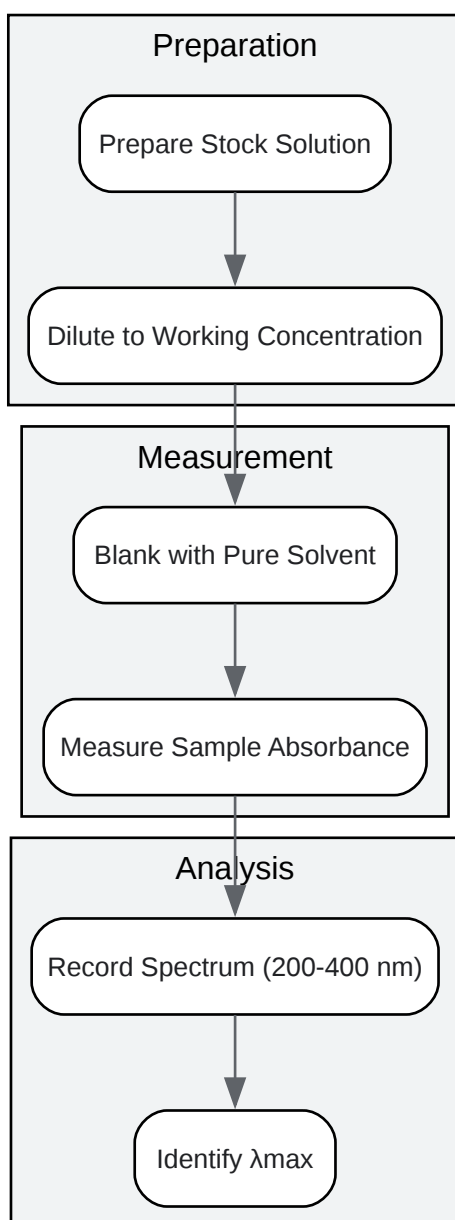 Preparation
Prepare Stock Solution
Dilute to Working Concentration
Measurement
Blank with Pure Solvent
Measure Sample Absorbance
Analysis
Record Spectrum (200-400 nm)
Identify λmax